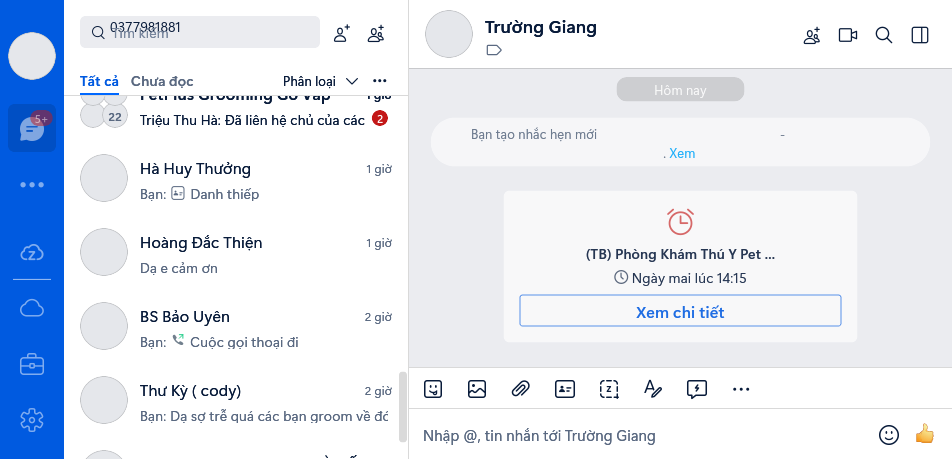 0377981881
Tìm kiếm
Tất cả
Chưa đọc
Phân loại
5+
PetPlus Grooming Gò Vấp
1 giờ
22
Triệu Thu Hà: Đã liên hệ chủ của các
2
Hà Huy Thưởng
1 giờ
Bạn: Danh thiếp
Hoàng Đắc Thiện
1 giờ
Dạ e cảm ơn
BS Bảo Uyên
2 giờ
Bạn: Cuộc gọi thoại đi
Thư Kỳ ( cody)
2 giờ
Bạn: Dạ sợ trễ quá các bạn groom về đó
Trường Giang
Hôm nay
Bạn tạo nhắc hẹn mới -
. Xem
(TB) Phòng Khám Thú Y Pet ...
Ngày mai lúc 14:15
Xem chi tiết
Nhập @, tin nhắn tới Trường Giang